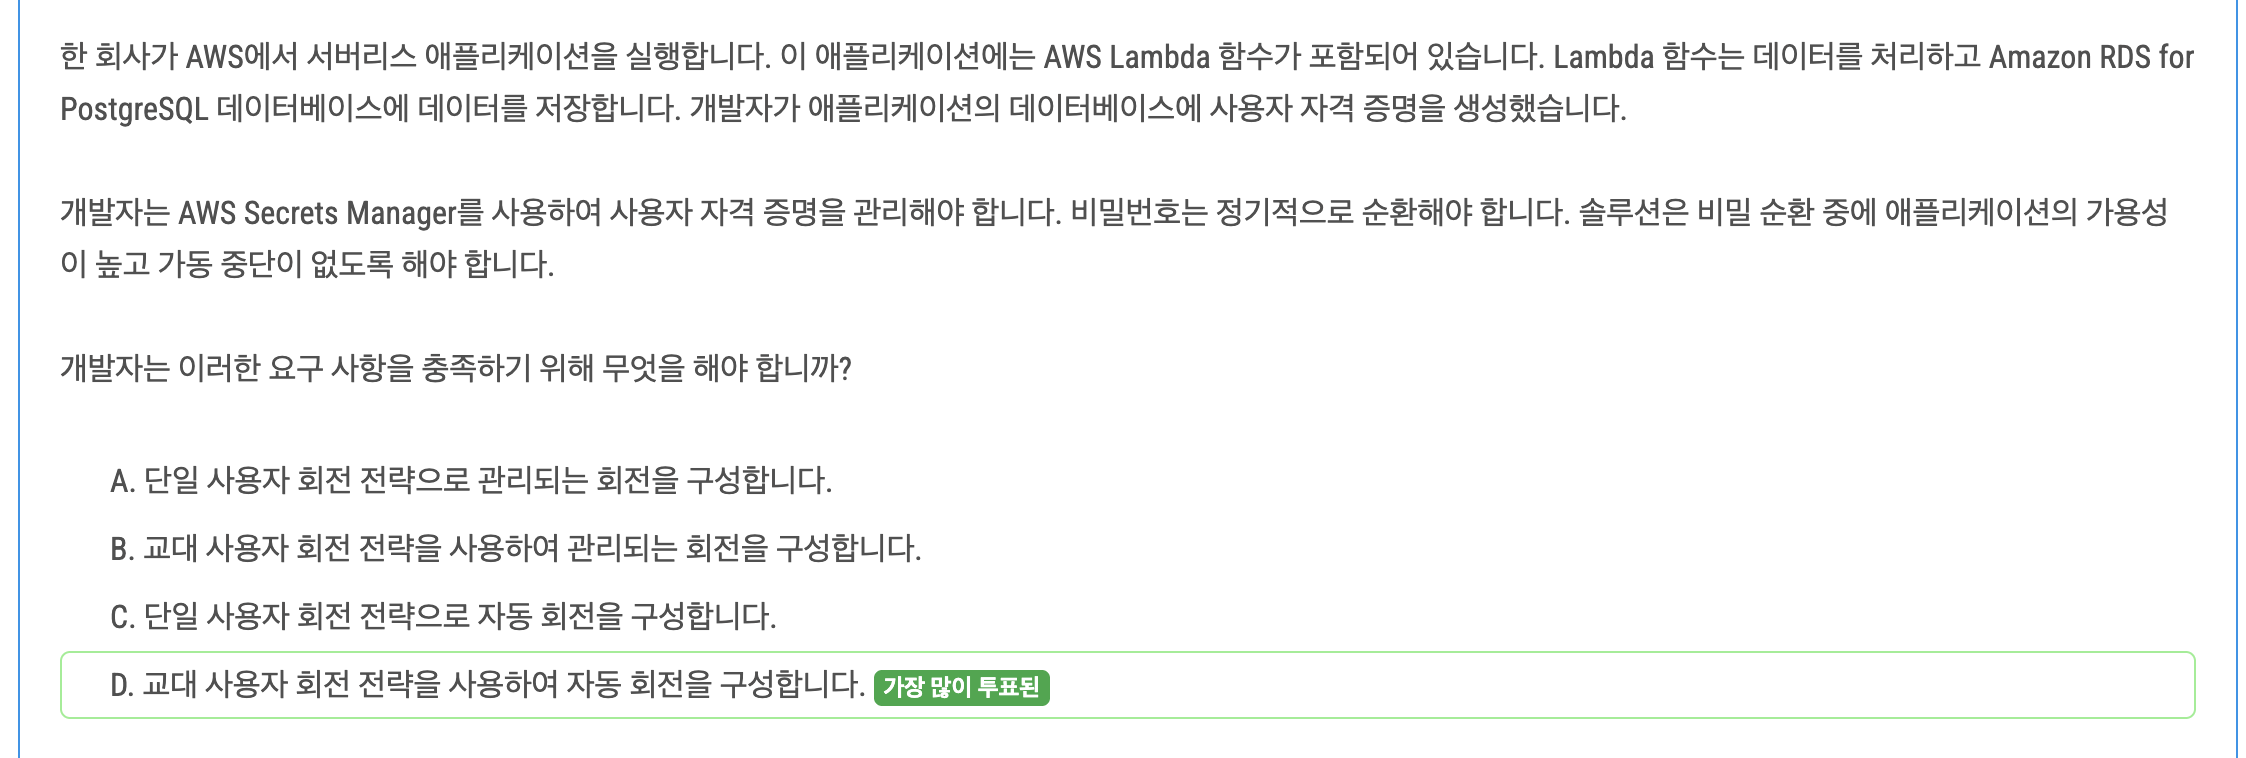 한 회사가 AWS에서 서버리스 애플리케이션을 실행합니다. 이 애플리케이션에는 AWS Lambda 함수가 포함되어 있습니다. Lambda 함수는 데이터를 처리하고 Amazon RDS for
PostgreSQL 데이터베이스에 데이터를 저장합니다. 개발자가 애플리케이션의 데이터베이스에 사용자 자격 증명을 생성했습니다.
개발자는 AWS Secrets Manager를 사용하여 사용자 자격 증명을 관리해야 합니다. 비밀번호는 정기적으로 순환해야 합니다. 솔루션은 비밀 순환 중에 애플리케이션의 가용성
이 높고 가동 중단이 없도록 해야 합니다.
개발자는 이러한 요구 사항을 충족하기 위해 무엇을 해야 합니까?
A. 단일 사용자 회전 전략으로 관리되는 회전을 구성합니다.
B. 교대 사용자 회전 전략을 사용하여 관리되는 회전을 구성합니다.
C. 단일 사용자 회전 전략으로 자동 회전을 구성합니다.
D. 교대 사용자 회전 전략을 사용하여 자동 회전을 구성합니다. 가장 많이 투표된